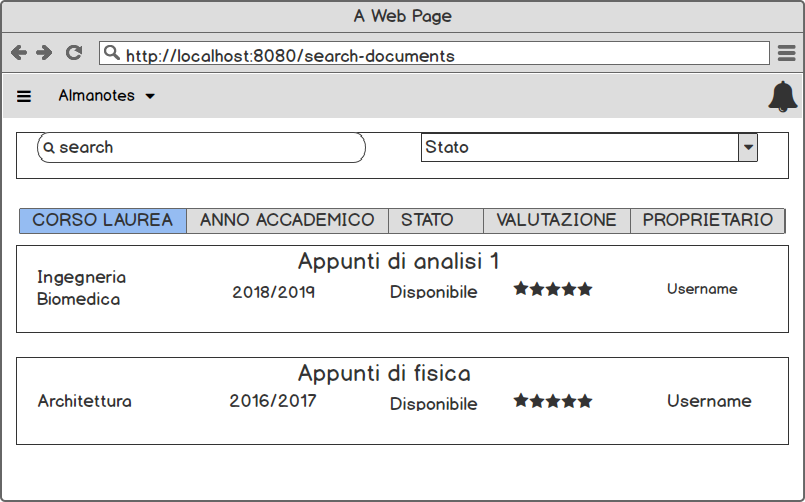 A Web Page
http://localhost:8080/search-documents
Almanotes
search
Stato
CORSO LAUREA ANNO ACCADEMICO STATO VALUTAZIONE PROPRIETARIO
Appunti di analisi 1
Ingegneria
Biomedica
2018/2019
Disponibile
Username
Appunti di fisica
Architettura
2016/2017
Disponibile
Username